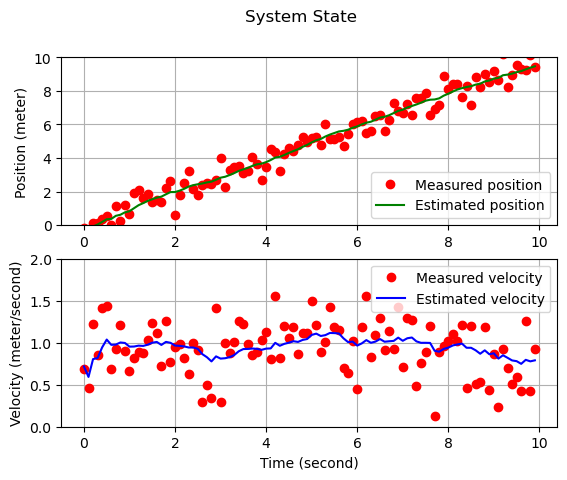 System State
Position (meter)
10
8
6
4
2
0
Measured position
Estimated position
0
2
4
6
8
10
Velocity (meter/second)
2.0
1.5
1.0
0.5
0.0
Measured velocity
Estimated velocity
0
2
4
6
8
10
Time (second)